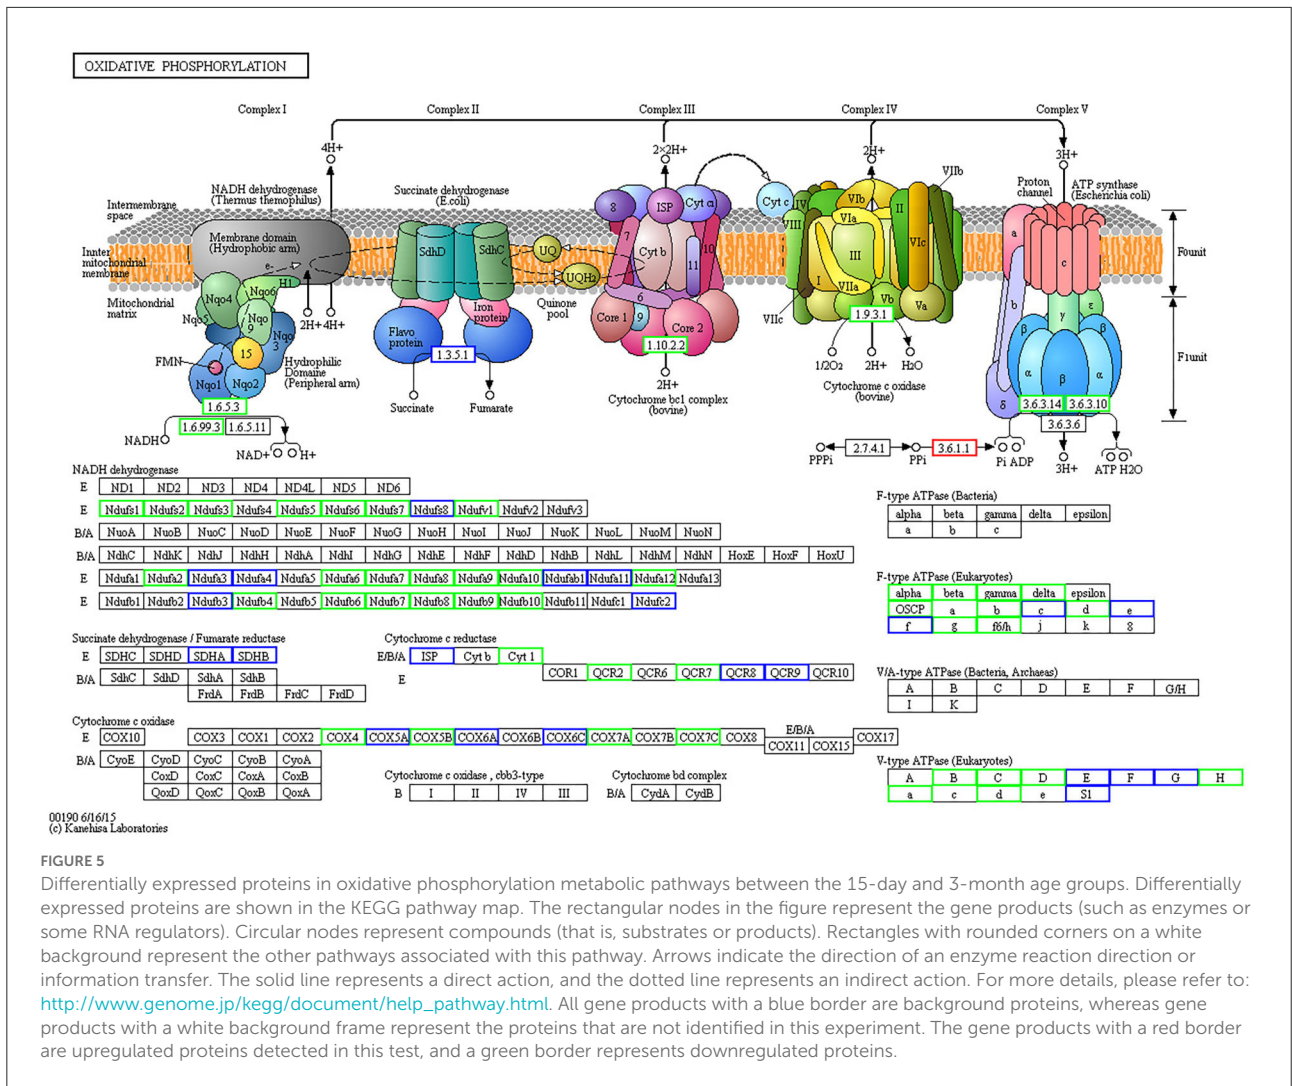 OXIDATIVE PHOSPHORYLATION
Complex I Complex II Complex III Complex IV Complex V
4H+ 2×2H+ 2H+ 3H+
NADH dehydrogenase
(Thermus themophilus)
Succinate dehydrogenase
(E.coli)
Proton
channel
ATP synthase
(Escherichia coli)
Intermembrane
space
Innter
mitochondrial
membrane
Mitochondrial
matrix
Membrane domain
(Hydrophobic arm)
e-
H1
Nqo6
Nqo4
Nqo5
Nqo
9
Nqo
3
15
FMN
Nqo1
Nqo2
2H+ 4H+
Hydrophilic
Domaine
(Peripheral arm)
1.6.5.3
1.6.99.3 1.6.5.11
NADH
NAD+ H+
SdhD SdhC
Flavo
protein
Iron
protein
1.3.5.1
Succinate Fumarate
UQ
UQH2
Quinone
pool
8 ISP Cyt α
7 Cyt b 10
11
6
Core 1 9 Core 2
1.10.2.2
2H+
Cytochrome bc1 complex
(bovine)
Cyt c
IV VIb II VIIb
VIII VIa VIc
III
I VIIa
VIIc Vb Va
1.9.3.1
1/2O2 2H+ H2O
Cytochrome c oxidase
(bovine)
a c
b γ ε
β β
α β α
δ
3.6.3.14 3.6.3.10
3.6.3.6
F0unit
F1unit
PPPi 2.7.4.1 PPi 3.6.1.1 Pi ADP 3H+ ATP H2O
NADH dehydrogenase
E ND1 ND2 ND3 ND4 ND4L ND5 ND6
E Ndufs1 Ndufs2 Ndufs3 Ndufs4 Ndufs5 Ndufs6 Ndufs7 Ndufs8 Ndufv1 Ndufv2 Ndufv3
B/A NuoA NuoB NuoC NuoD NuoE NuoF NuoG NuoH NuoI NuoJ NuoK NuoL NuoM NuoN
B/A NdhC NdhK NdhJ NdhH NdhA NdhI NdhG NdhE NdhF NdhD NdhB NdhL NdhM NdhN HoxE HoxF HoxU
E Ndufa1 Ndufa2 Ndufa3 Ndufa4 Ndufa5 Ndufa6 Ndufa7 Ndufa8 Ndufa9 Ndufa10 Ndufab1 Ndufa11 Ndufa12 Ndufa13
E Ndufb1 Ndufb2 Ndufb3 Ndufb4 Ndufb5 Ndufb6 Ndufb7 Ndufb8 Ndufb9 Ndufb10 Ndufb11 Ndufc1 Ndufc2
Succinate dehydrogenase / Fumarate reductase
E SDHC SDHD SDHA SDHB
B/A SdhC SdhD SdhA SdhB
FrdA FrdB FrdC FrdD
Cytochrome c reductase
E/B/A ISP Cyt b Cyt 1
E COR1 QCR2 QCR6 QCR7 QCR8 QCR9 QCR10
Cytochrome c oxidase
E COX10 COX3 COX1 COX2 COX4 COX5A COX5B COX6A COX6B COX6C COX7A COX7B COX7C COX8
E/B/A
COX11 COX15
COX17
B/A CyoE CyoD CyoC CyoB CyoA
CoxD CoxC CoxA CoxB
QoxD QoxC QoxB QoxA
Cytochrome c oxidase , cbb3-type
B I II IV III
Cytochrome bd complex
B/A CydA CydB
F-type ATPase (Bacteria)
alpha beta gamma delta epsilon
a b c
F-type ATPase (Eukaryotes)
alpha beta gamma delta epsilon
OSCP a b c d e
f g f6/h j k 8
V/A-type ATPase (Bacteria, Archaeas)
A B C D E F G/H
I K
V-type ATPase (Eukaryotes)
A B C D E F G H
a c d e S1
00190 6/16/15
(c) Kanehisa Laboratories
FIGURE 5
Differentially expressed proteins in oxidative phosphorylation metabolic pathways between the 15-day and 3-month age groups. Differentially
expressed proteins are shown in the KEGG pathway map. The rectangular nodes in the figure represent the gene products (such as enzymes or
some RNA regulators). Circular nodes represent compounds (that is, substrates or products). Rectangles with rounded corners on a white
background represent the other pathways associated with this pathway. Arrows indicate the direction of an enzyme reaction direction or
information transfer. The solid line represents a direct action, and the dotted line represents an indirect action. For more details, please refer to:
http://www.genome.jp/kegg/document/help_pathway.html. All gene products with a blue border are background proteins, whereas gene
products with a white background frame represent the proteins that are not identified in this experiment. The gene products with a red border
are upregulated proteins detected in this test, and a green border represents downregulated proteins.